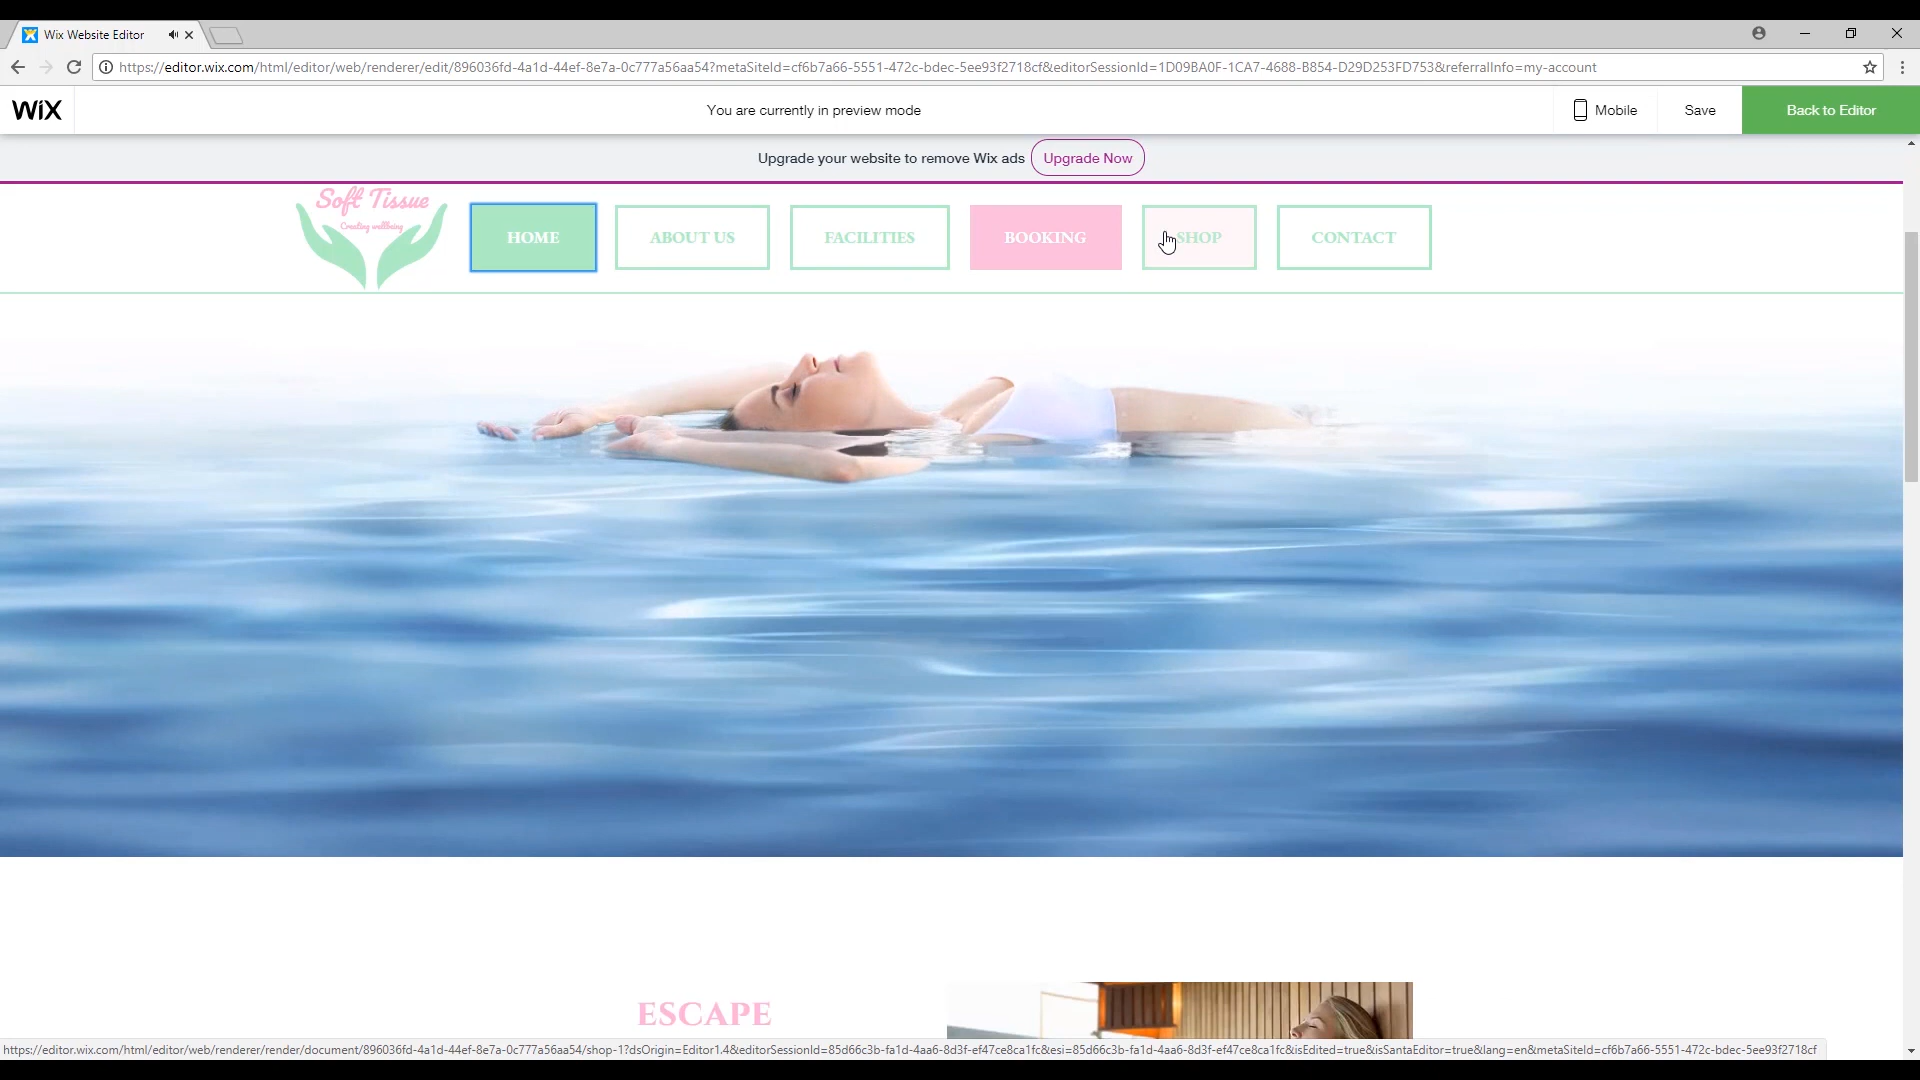 Wix Website Editor
https://editor.wix.com/html/editor/web/renderer/edit/896036fd-4a1d-44ef-8e7a-0c777a56aa54?metaSiteId=cf6b7a66-5551-472c-bdec-5ee93f2718cf&editorSessionId=1D09BA0F-1CA7-4688-B854-D29D253FD753&referralInfo=my-account
WiX
You are currently in preview mode
Mobile
Save
Back to Editor
Upgrade your website to remove Wix ads
Upgrade Now
Soft Tissue
Creating wellbeing
HOME
ABOUT US
FACILITIES
BOOKING
SHOP
CONTACT
ESCAPE
https://editor.wix.com/html/editor/web/renderer/render/document/896036fd-4a1d-44ef-8e7a-0c777a56aa54/shop-1?dsOrigin=Editor1.4&editorSessionId=85d66c3b-fa1d-4aa6-8d3f-ef47ce8ca1fc&esi=85d66c3b-fa1d-4aa6-8d3f-ef47ce8ca1fc&isEdited=true&isSantaEditor=true&lang=en&metaSiteId=cf6b7a66-5551-472c-bdec-5ee93f2718cf